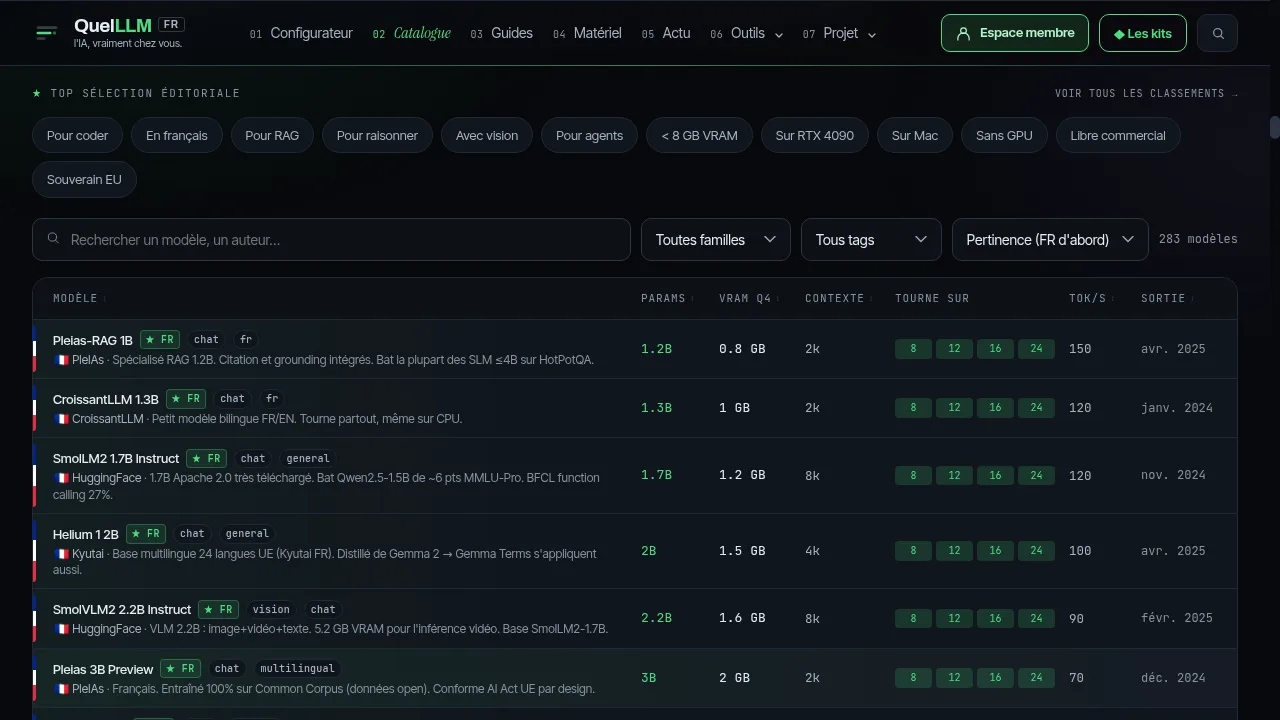 QuelLLM FR
l'IA, vraiment chez vous.
01 Configurateur 02 Catalogue 03 Guides 04 Matériel 05 Actu 06 Outils 07 Projet
Espace membre
◆ Les kits
★ TOP SÉLECTION ÉDITORIALE
VOIR TOUS LES CLASSEMENTS →
Pour coder En français Pour RAG Pour raisonner Avec vision Pour agents < 8 GB VRAM Sur RTX 4090 Sur Mac Sans GPU Libre commercial
Souverain EU
Rechercher un modèle, un auteur...
Toutes familles
Tous tags
Pertinence (FR d'abord)
283 modèles
MODÈLE PARAMS VRAM Q4 CONTEXTE TOURNE SUR TOK/S SORTIE
Pleias-RAG 1B ★ FR chat fr
🇫🇷 PleIAs · Spécialisé RAG 1.2B. Citation et grounding intégrés. Bat la plupart des SLM ≤4B sur HotPotQA.
1.2B 0.8 GB 2k 8 12 16 24 150 avr. 2025
CroissantLLM 1.3B ★ FR chat fr
🇫🇷 CroissantLLM · Petit modèle bilingue FR/EN. Tourne partout, même sur CPU.
1.3B 1 GB 2k 8 12 16 24 120 janv. 2024
SmolLM2 1.7B Instruct ★ FR chat general
🇫🇷 HuggingFace · 1.7B Apache 2.0 très téléchargé. Bat Qwen2.5-1.5B de ~6 pts MMLU-Pro. BFCL function
calling 27%.
1.7B 1.2 GB 8k 8 12 16 24 120 nov. 2024
Helium 1 2B ★ FR chat general
🇫🇷 Kyutai · Base multilingue 24 langues UE (Kyutai FR). Distillé de Gemma 2 → Gemma Terms s'appliquent
aussi.
2B 1.5 GB 4k 8 12 16 24 100 avr. 2025
SmolVLM2 2.2B Instruct ★ FR vision chat
🇫🇷 HuggingFace · VLM 2.2B : image+vidéo+texte. 5.2 GB VRAM pour l'inférence vidéo. Base SmolLM2-1.7B.
2.2B 1.6 GB 8k 8 12 16 24 90 févr. 2025
Pleias 3B Preview ★ FR chat multilingual
🇫🇷 PleIAs · Français. Entraîné 100% sur Common Corpus (données open). Conforme AI Act UE par design.
3B 2 GB 2k 8 12 16 24 70 déc. 2024